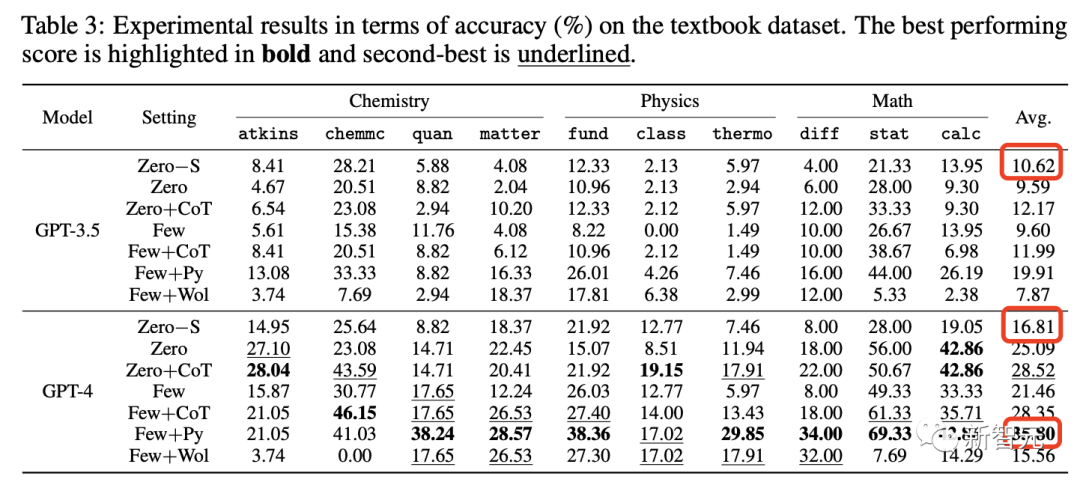 Table 3: Experimental results in terms of accuracy (%) on the textbook dataset. The best performing
score is highlighted in bold and second-best is underlined.
Model Setting Chemistry Physics Math Avg.
atkins chemmc quan matter fund class thermo diff stat calc
GPT-3.5
Zero−S 8.41 28.21 5.88 4.08 12.33 2.13 5.97 4.00 21.33 13.95 10.62
Zero 4.67 20.51 8.82 2.04 10.96 2.13 2.94 6.00 28.00 9.30 9.59
Zero+CoT 6.54 23.08 2.94 10.20 12.33 2.12 5.97 12.00 33.33 9.30 12.17
Few 5.61 15.38 11.76 4.08 8.22 0.00 1.49 10.00 26.67 13.95 9.60
Few+CoT 8.41 20.51 8.82 6.12 10.96 2.12 1.49 10.00 38.67 6.98 11.99
Few+Py 13.08 33.33 8.82 16.33 26.01 4.26 7.46 16.00 44.00 26.19 19.91
Few+Wol 3.74 7.69 2.94 18.37 17.81 6.38 2.99 12.00 5.33 2.38 7.87
GPT-4
Zero−S 14.95 25.64 8.82 18.37 21.92 12.77 7.46 8.00 28.00 19.05 16.81
Zero 27.10 23.08 14.71 22.45 15.07 8.51 11.94 18.00 56.00 42.86 25.09
Zero+CoT 28.04 43.59 14.71 20.41 21.92 19.15 17.91 22.00 50.67 42.86 28.52
Few 15.87 30.77 17.65 12.24 26.03 12.77 5.97 8.00 49.33 33.33 21.46
Few+CoT 21.05 46.15 17.65 26.53 27.40 14.00 13.43 18.00 61.33 35.71 28.35
Few+Py 21.05 41.03 38.24 28.57 38.36 17.02 29.85 34.00 69.33 35.80
Few+Wol 3.74 0.00 17.65 26.53 27.30 17.02 17.91 32.00 7.69 14.29 15.56
新智元